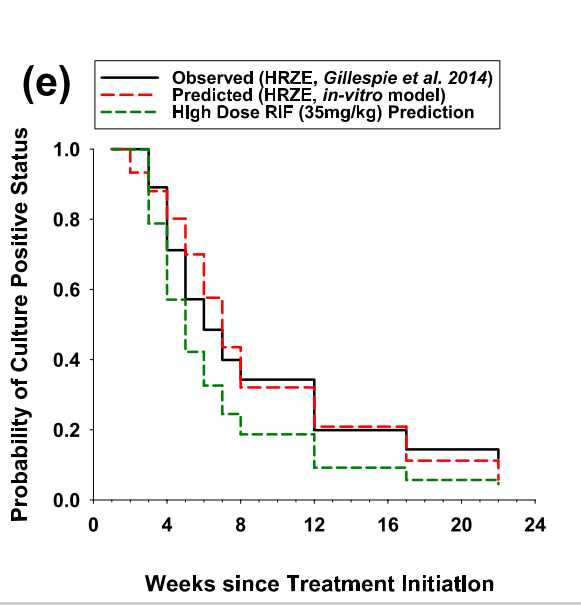 (e)
Observed (HRZE, Gillespie et al. 2014)
Predicted (HRZE, in-vitro model)
HIgh Dose RIF (35mg/kg) Prediction
Probability of Culture Positive Status
1.0
0.8
0.6
0.4
0.2
0.0
0 4 8 12 16 20 24
Weeks since Treatment Initiation